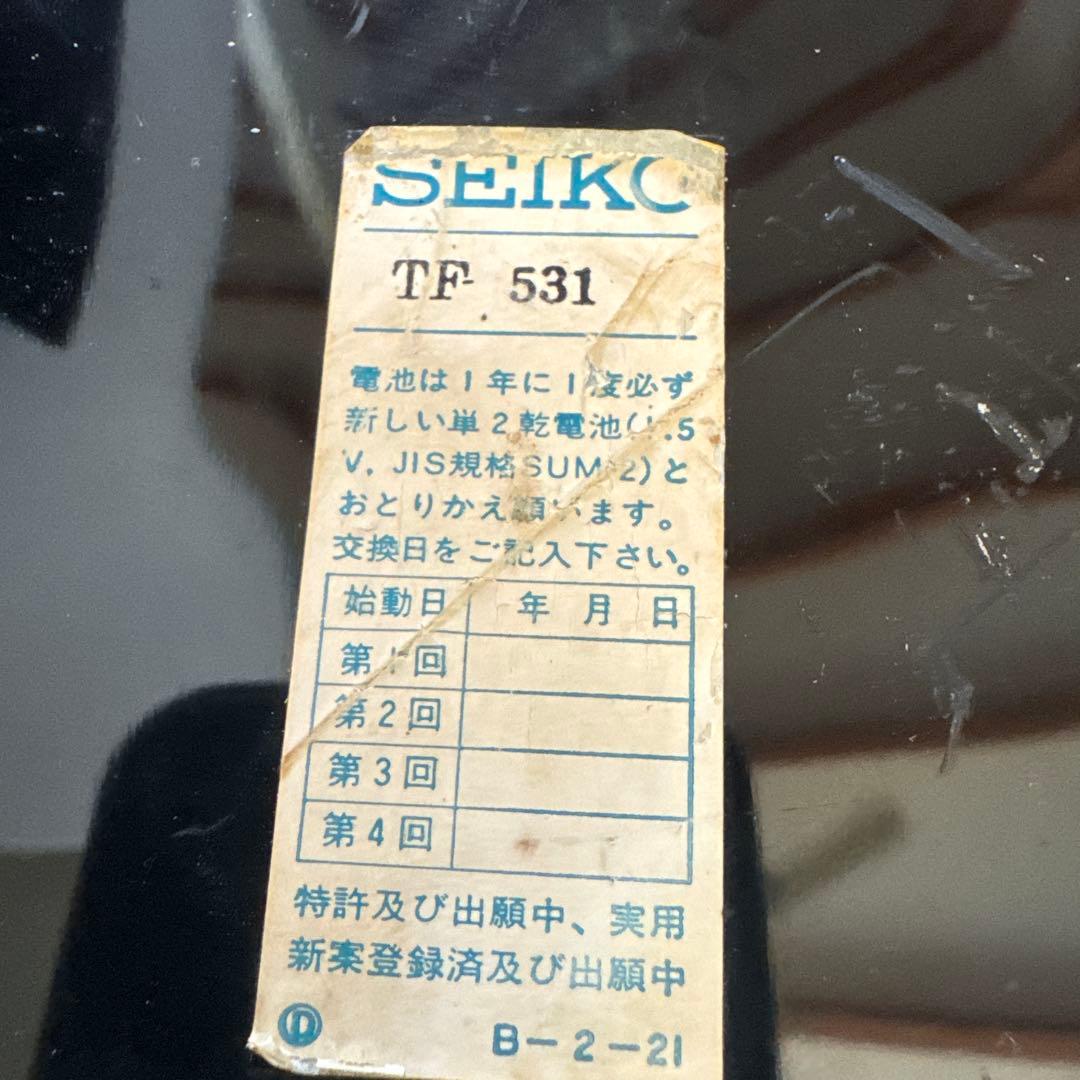 SEIKO
TF- 531
電池は1年に1度必ず
新しい単2乾電池(1.5
V, JIS規格SUM-2)と
おとりかえ願います。
交換日をご記入下さい。
始動日 年 月 日
第1回
第2回
第3回
第4回
特許及び出願中、実用
新案登録済及び出願中
D B-2-21